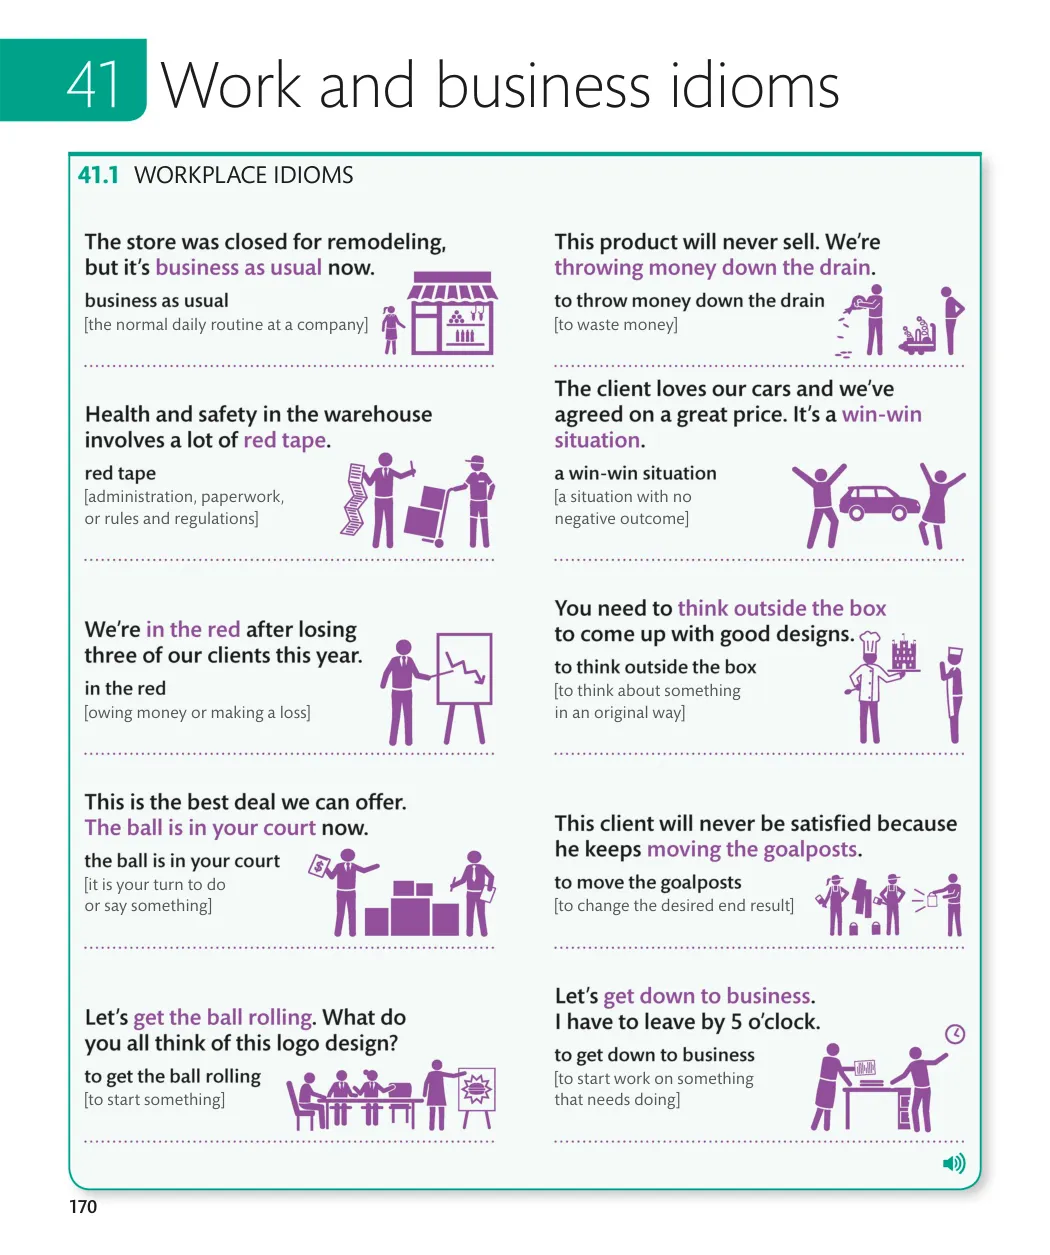 41 Work and business idioms
41.1 WORKPLACE IDIOMS
The store was closed for remodeling,
but it’s business as usual now.
business as usual
[the normal daily routine at a company]
Health and safety in the warehouse
involves a lot of red tape.
red tape
[administration, paperwork,
or rules and regulations]
We’re in the red after losing
three of our clients this year.
in the red
[owing money or making a loss]
This is the best deal we can offer.
The ball is in your court now.
the ball is in your court
[it is your turn to do
or say something]
$
Let’s get the ball rolling. What do
you all think of this logo design?
to get the ball rolling
[to start something]
This product will never sell. We’re
throwing money down the drain.
to throw money down the drain
[to waste money]
The client loves our cars and we’ve
agreed on a great price. It’s a win-win
situation.
a win-win situation
[a situation with no
negative outcome]
You need to think outside the box
to come up with good designs.
to think outside the box
[to think about something
in an original way]
This client will never be satisfied because
he keeps moving the goalposts.
to move the goalposts
[to change the desired end result]
Let’s get down to business.
I have to leave by 5 o’clock.
to get down to business
[to start work on something
that needs doing]
170